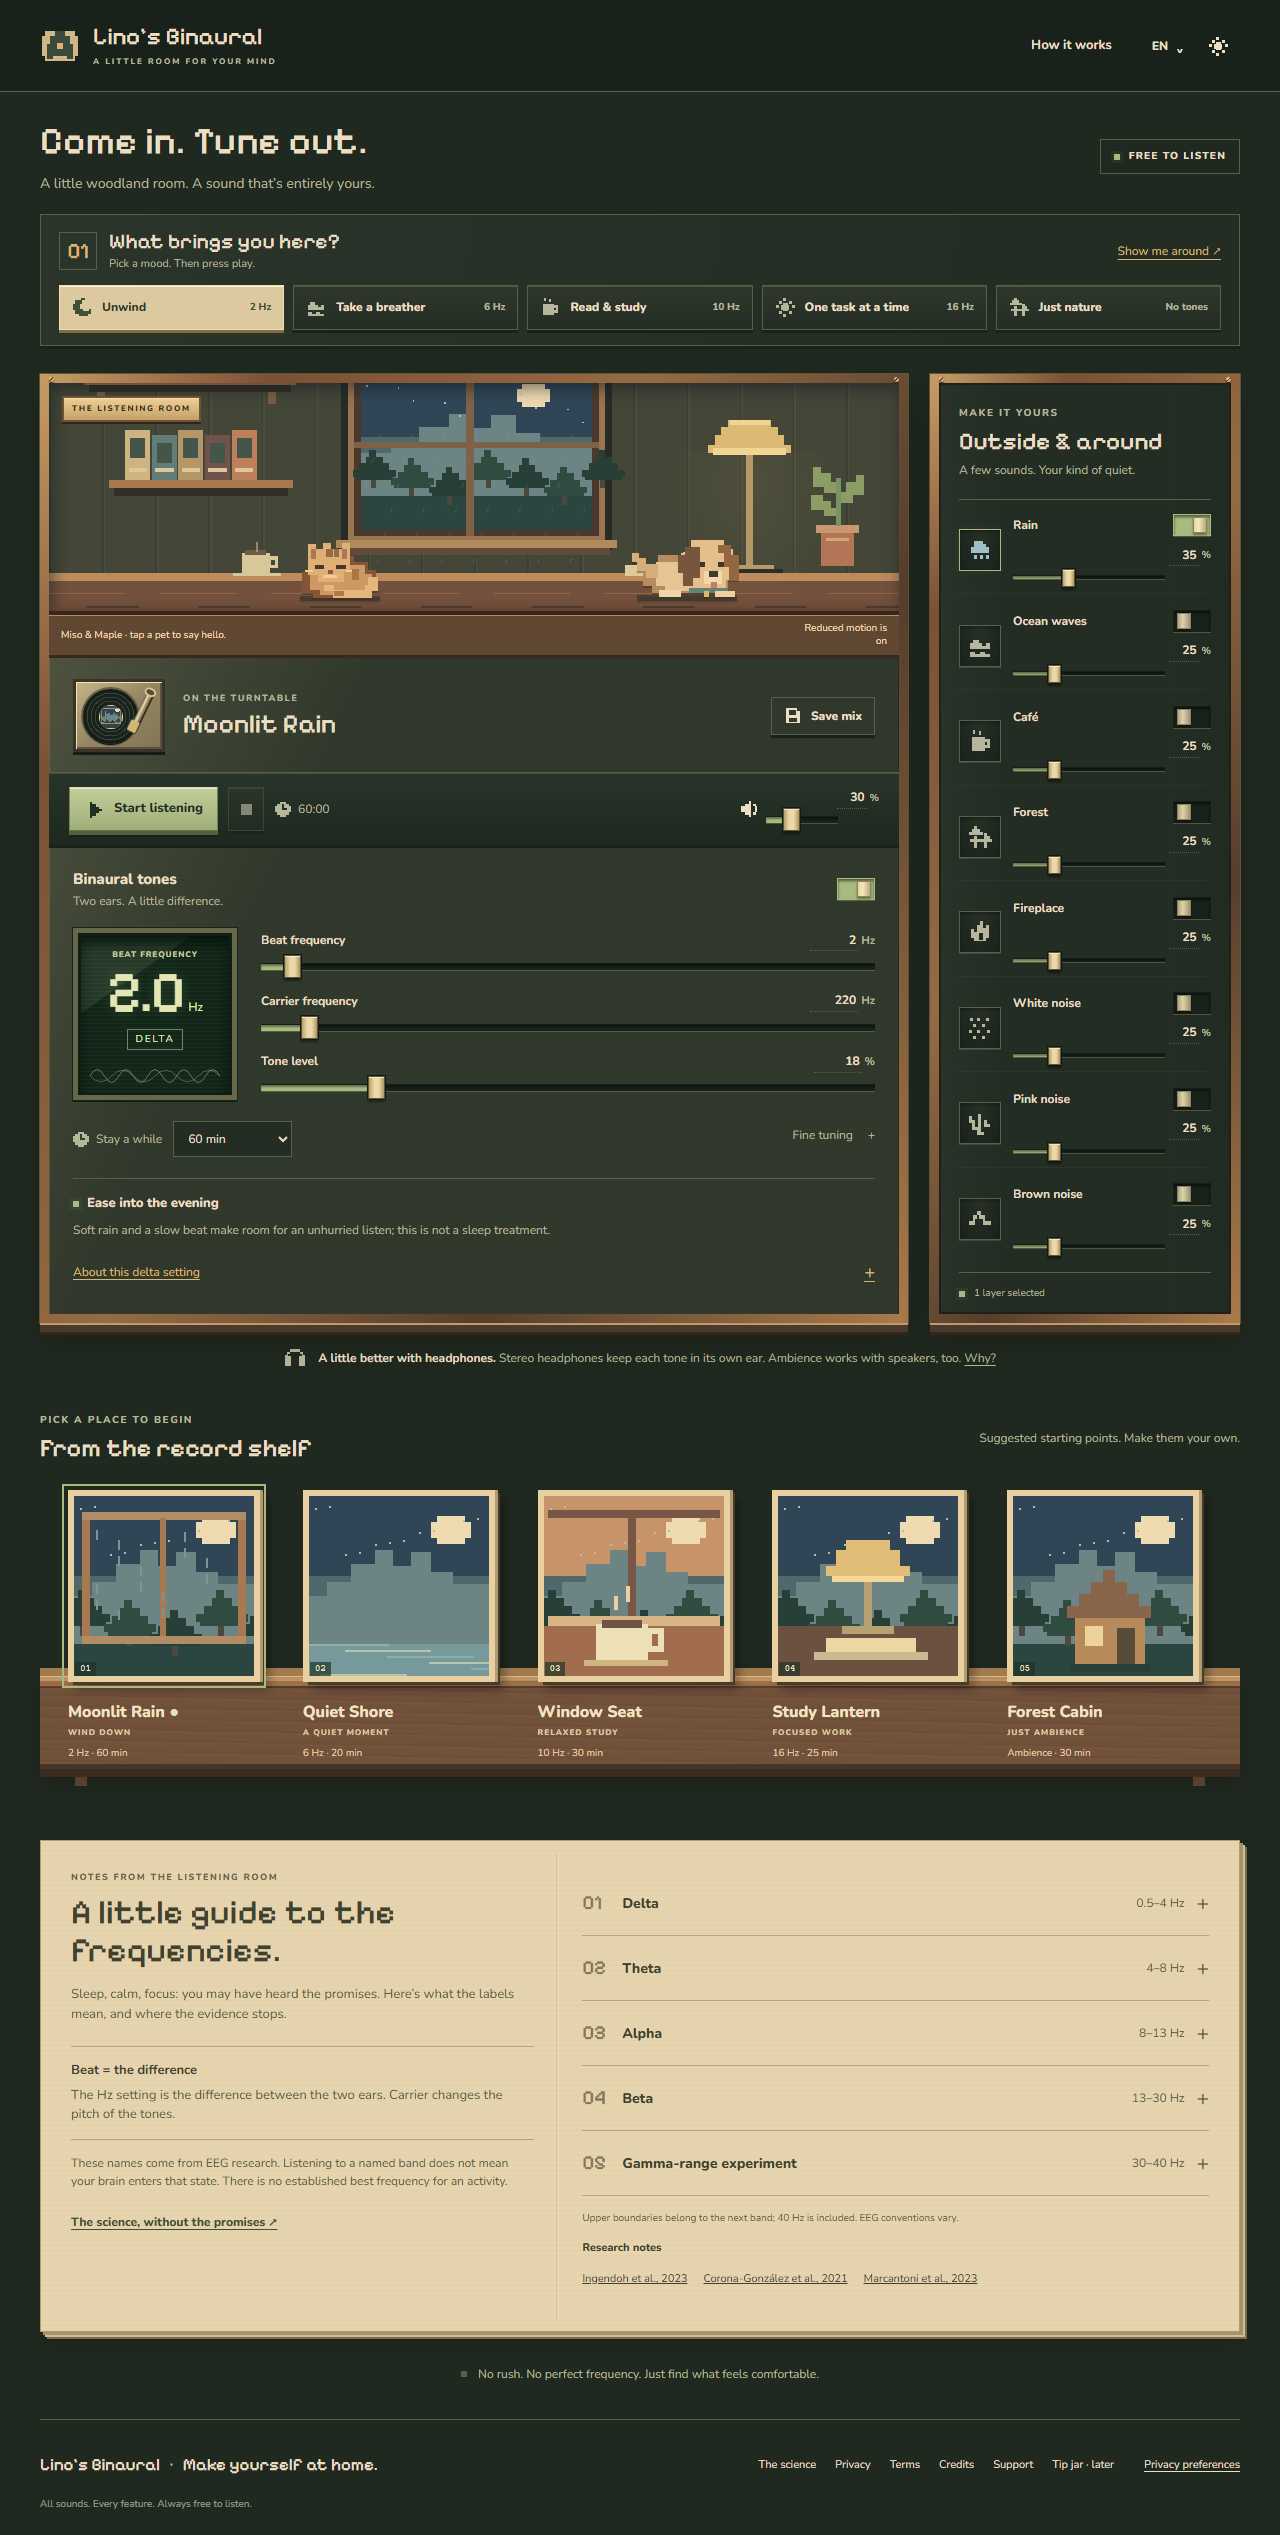 Lino's Binaural
A LITTLE ROOM FOR YOUR MIND
How it works
EN
Come in. Tune out.
A little woodland room. A sound that's entirely yours.
FREE TO LISTEN
01
What brings you here?
Pick a mood. Then press play.
Show me around ↗
Unwind 2 Hz
Take a breather 6 Hz
Read & study 10 Hz
One task at a time 16 Hz
Just nature No tones
THE LISTENING ROOM
Miso & Maple · tap a pet to say hello.
Reduced motion is
on
ON THE TURNTABLE
Moonlit Rain
Save mix
Start listening
60:00
30 %
Binaural tones
Two ears. A little difference.
BEAT FREQUENCY
2.0 Hz
DELTA
Beat frequency 2 Hz
Carrier frequency 220 Hz
Tone level 18 %
Stay a while 60 min
Fine tuning +
Ease into the evening
Soft rain and a slow beat make room for an unhurried listen; this is not a sleep treatment.
About this delta setting +
MAKE IT YOURS
Outside & around
A few sounds. Your kind of quiet.
Rain
35 %
Ocean waves
25 %
Café
25 %
Forest
25 %
Fireplace
25 %
White noise
25 %
Pink noise
25 %
Brown noise
25 %
1 layer selected
A little better with headphones. Stereo headphones keep each tone in its own ear. Ambience works with speakers, too. Why?
PICK A PLACE TO BEGIN
From the record shelf
Suggested starting points. Make them your own.
01
Moonlit Rain ●
WIND DOWN
2 Hz · 60 min
02
Quiet Shore
A QUIET MOMENT
6 Hz · 20 min
03
Window Seat
RELAXED STUDY
10 Hz · 30 min
04
Study Lantern
FOCUSED WORK
16 Hz · 25 min
05
Forest Cabin
JUST AMBIENCE
Ambience · 30 min
NOTES FROM THE LISTENING ROOM
A little guide to the
frequencies.
Sleep, calm, focus: you may have heard the promises. Here's what the labels
mean, and where the evidence stops.
Beat = the difference
The Hz setting is the difference between the two ears. Carrier changes the
pitch of the tones.
These names come from EEG research. Listening to a named band does not mean
your brain enters that state. There is no established best frequency for an activity.
The science, without the promises ↗
01 Delta 0.5–4 Hz +
02 Theta 4–8 Hz +
03 Alpha 8–13 Hz +
04 Beta 13–30 Hz +
05 Gamma-range experiment 30–40 Hz +
Upper boundaries belong to the next band; 40 Hz is included. EEG conventions vary.
Research notes
Ingendoh et al., 2023 Corona-González et al., 2021 Marcantoni et al., 2023
No rush. No perfect frequency. Just find what feels comfortable.
Lino's Binaural · Make yourself at home.
The science Privacy Terms Credits Support Tip jar · later Privacy preferences
All sounds. Every feature. Always free to listen.